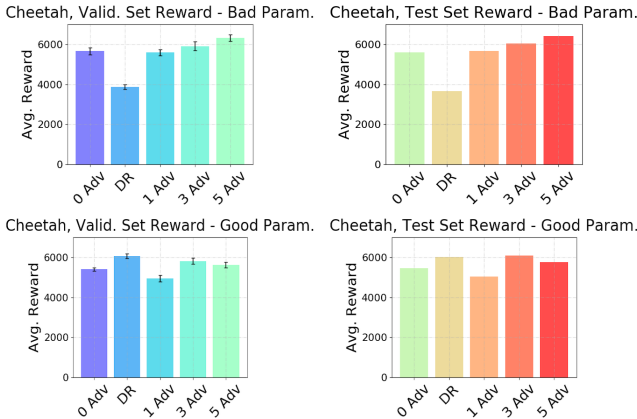 Cheetah, Valid. Set Reward - Bad Param.
Avg. Reward
6000
4000
2000
0
0 Adv
DR
1 Adv
3 Adv
5 Adv
Cheetah, Test Set Reward - Bad Param.
Avg. Reward
6000
4000
2000
0
0 Adv
DR
1 Adv
3 Adv
5 Adv
Cheetah, Valid. Set Reward - Good Param.
Avg. Reward
6000
4000
2000
0
0 Adv
DR
1 Adv
3 Adv
5 Adv
Cheetah, Test Set Reward - Good Param.
Avg. Reward
6000
4000
2000
0
0 Adv
DR
1 Adv
3 Adv
5 Adv